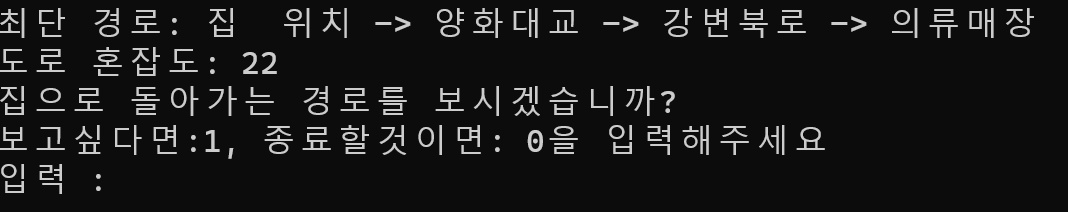 최단 경로: 집  위치 -> 양화대교 -> 강변북로 -> 의류매장
도로 혼잡도: 22
집으로 돌아가는 경로를 보시겠습니까?
보고싶다면:1, 종료할것이면: 0을 입력해주세요
입력 :